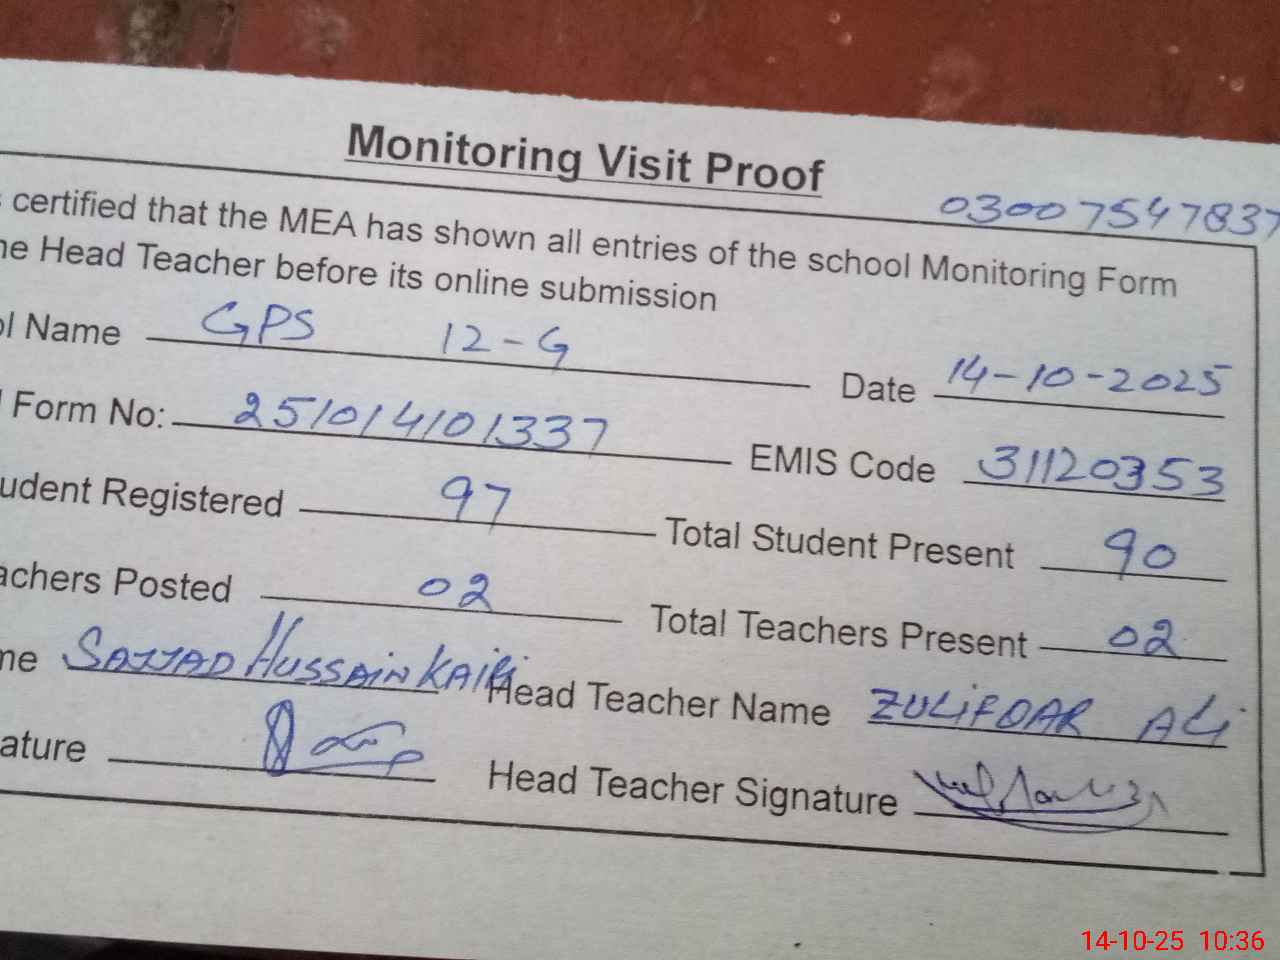 Monitoring Visit Proof
03007547837
certified that the MEA has shown all entries of the school Monitoring Form
he Head Teacher before its online submission
ol Name GPS 12-G Date 14-10-2025
Form No: 251014101337 EMIS Code 31120353
udent Registered 97 Total Student Present 90
achers Posted 02 Total Teachers Present 02
me SAJJAD HUSSAIN Head Teacher Name ZULIFQAR ALI
ature Head Teacher Signature
14-10-25 10:36